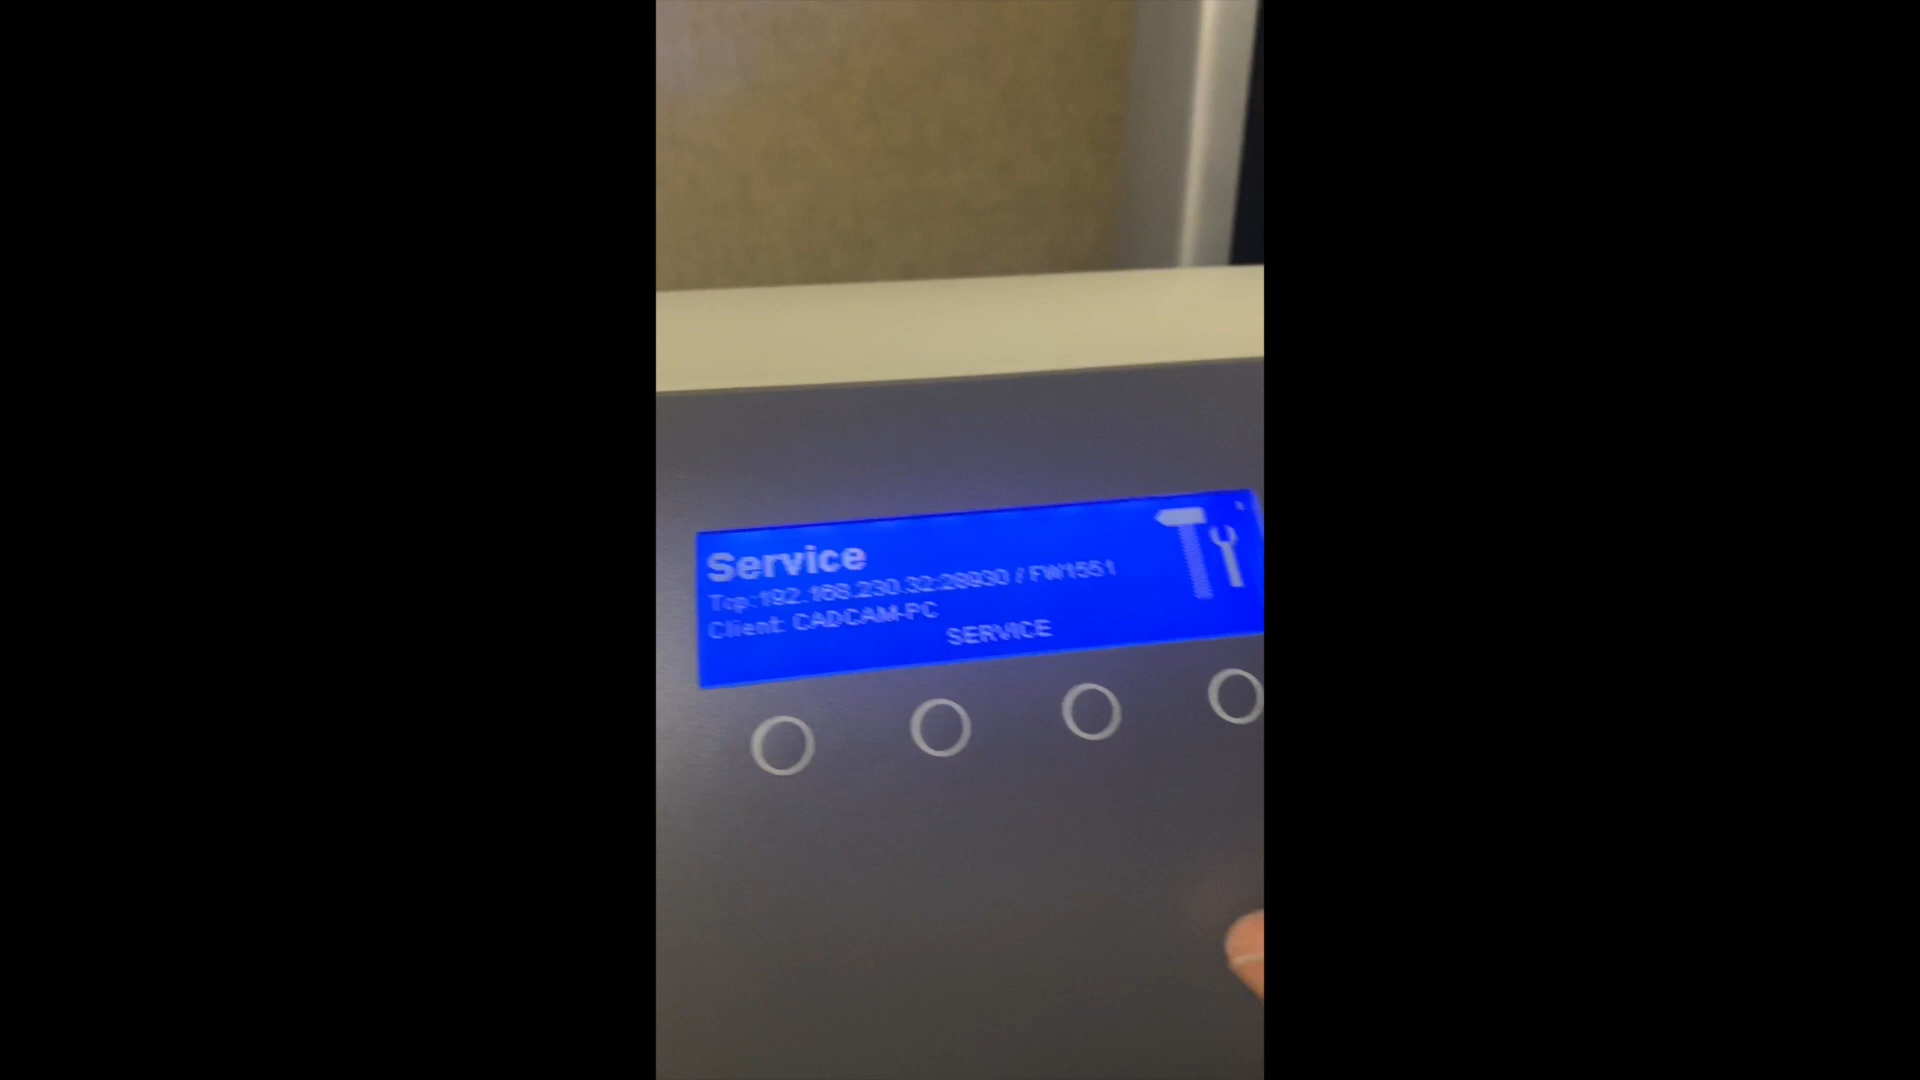 Service
Tcp:192.168.230.32:28930 / FW1551
Client: CADCAM-PC
SERVICE